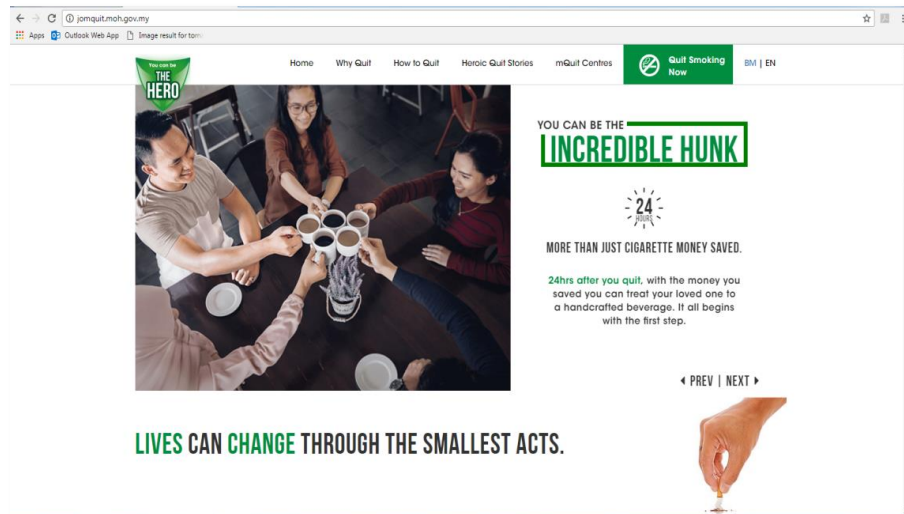 jomquit.moh.gov.my
Apps Outlook Web App Image result for tom
You can be
THE
HERO
Home Why Quit How to Quit Heroic Quit Stories mQuit Centres Quit Smoking Now BM | EN
YOU CAN BE THE
INCREDIBLE HUNK
24
HOURS
MORE THAN JUST CIGARETTE MONEY SAVED.
24hrs after you quit, with the money you
saved you can treat your loved one to
a handcrafted beverage. It all begins
with the first step.
PREV | NEXT
LIVES CAN CHANGE THROUGH THE SMALLEST ACTS.